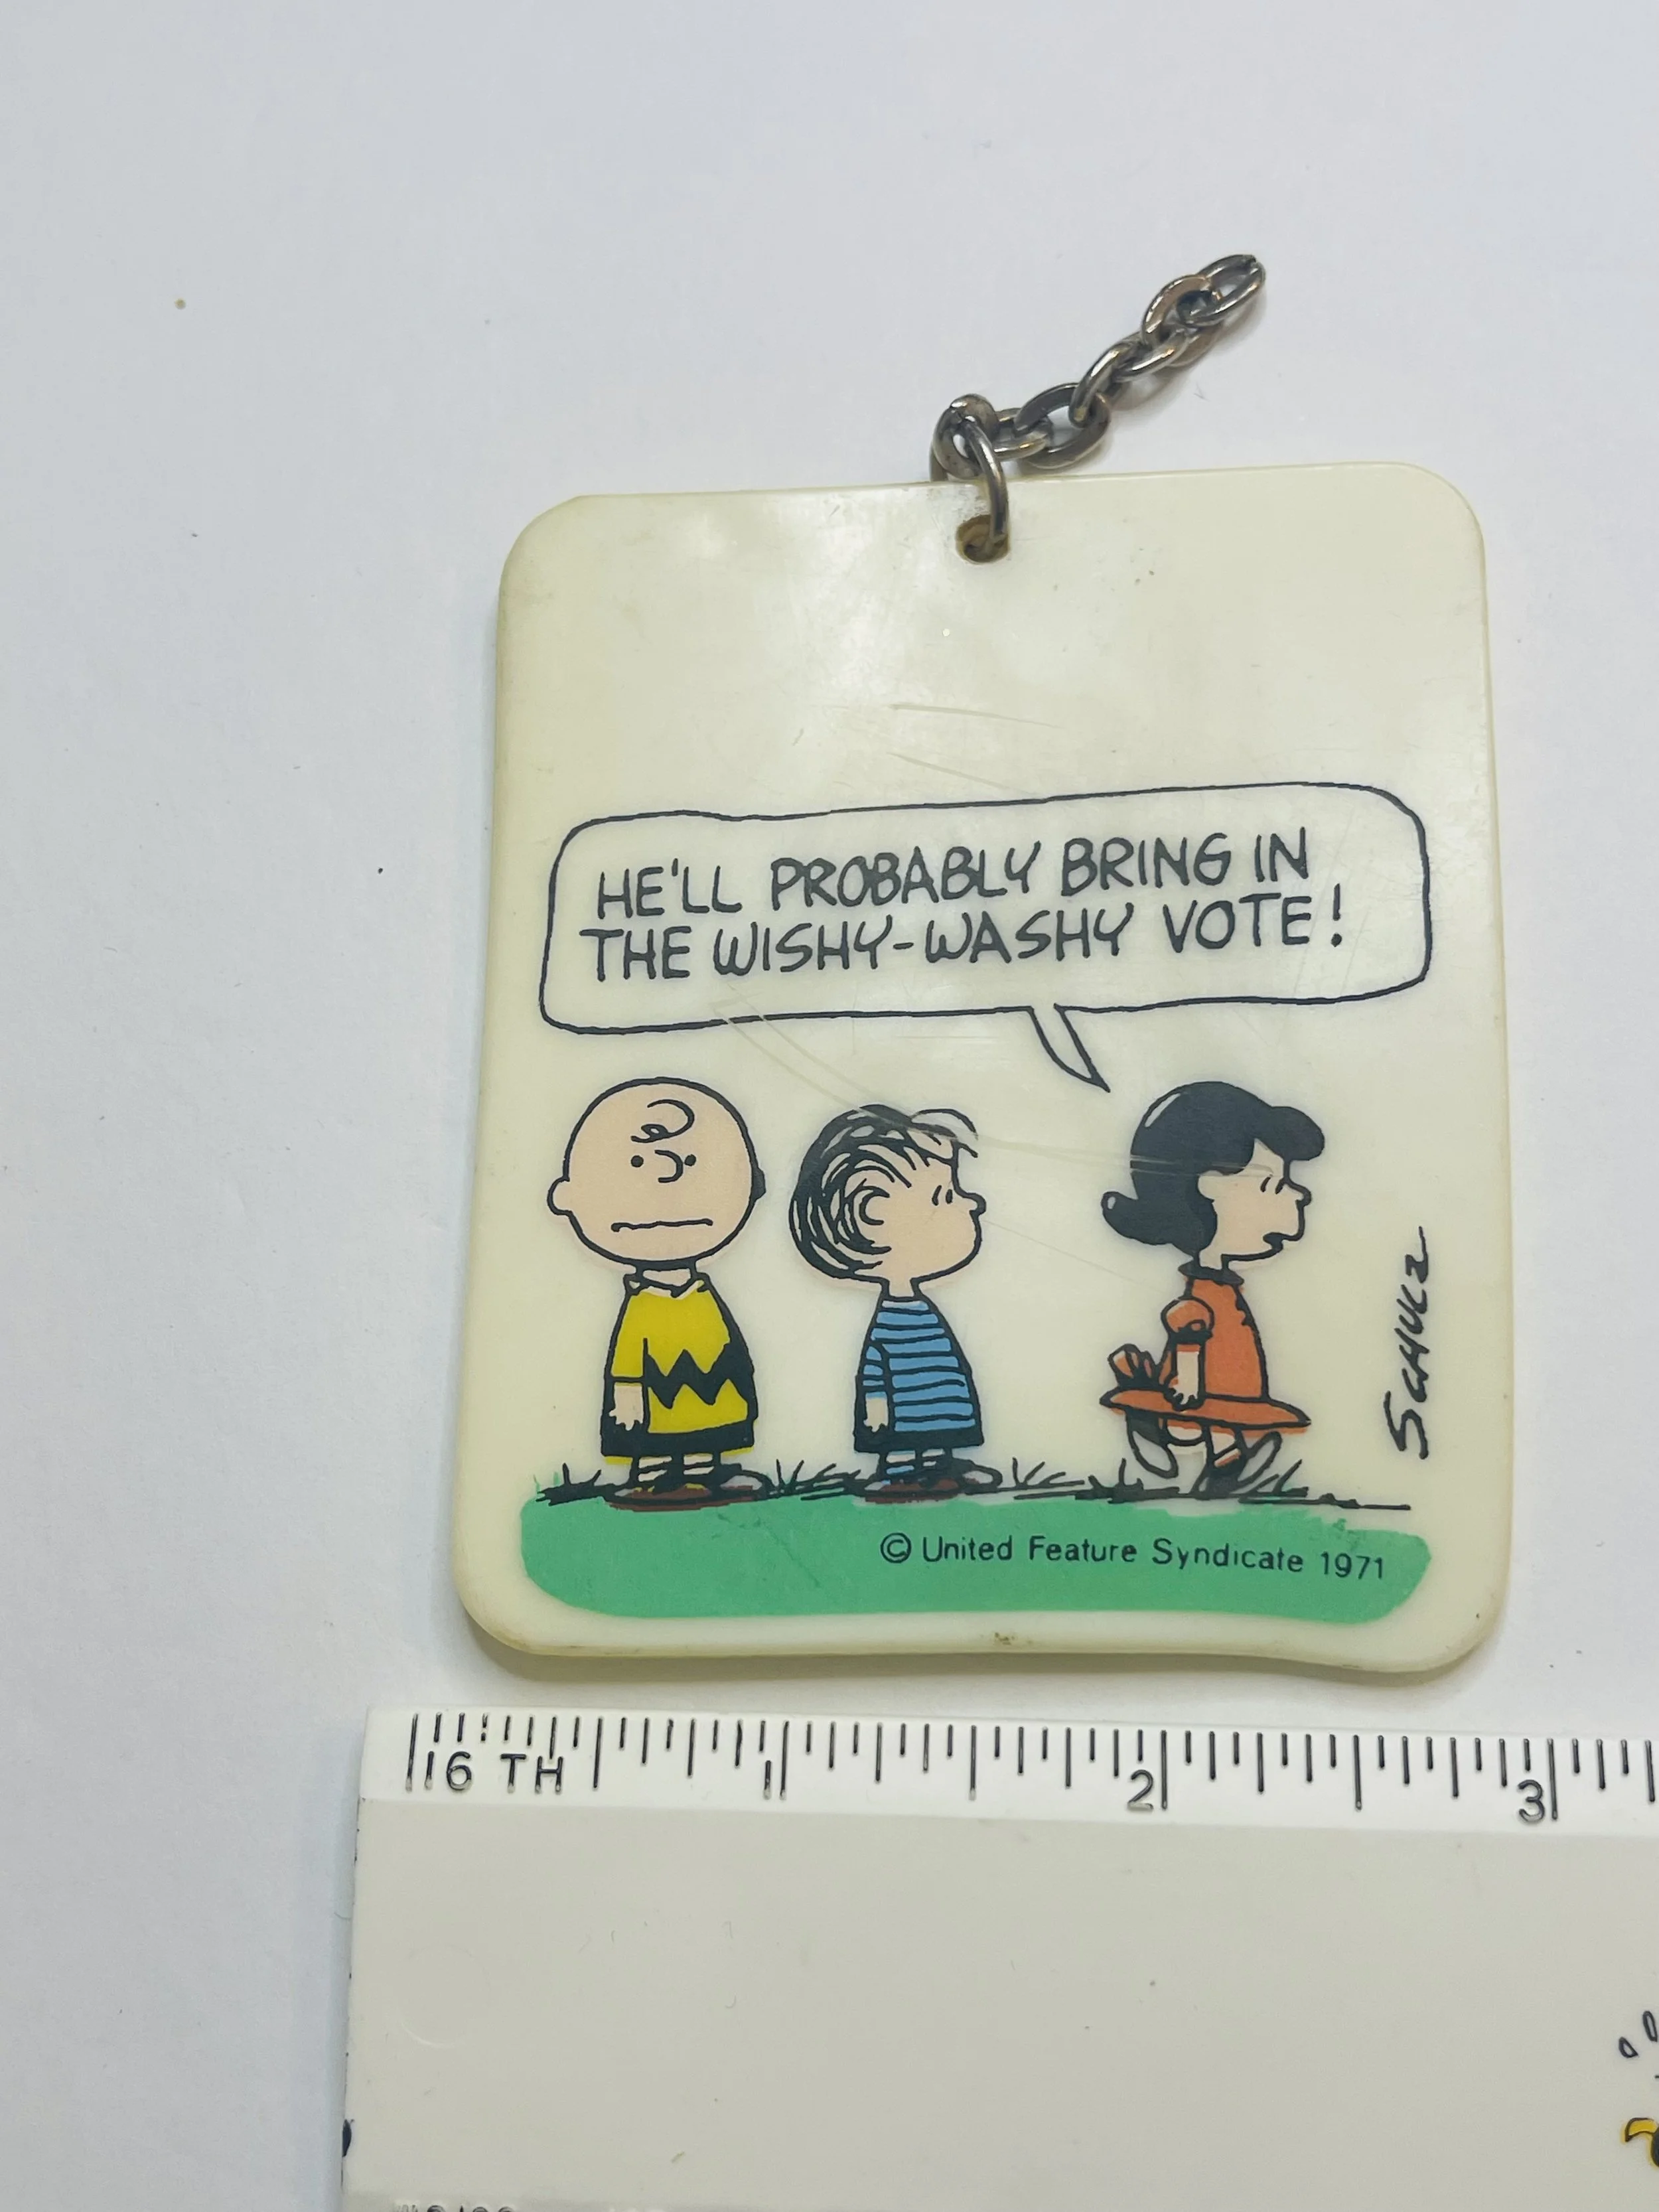 HE'LL PROBABLY BRING IN
THE WISHY-WASHY VOTE!
SCHULZ
© United Feature Syndicate 1971
16 TH
1
2
3